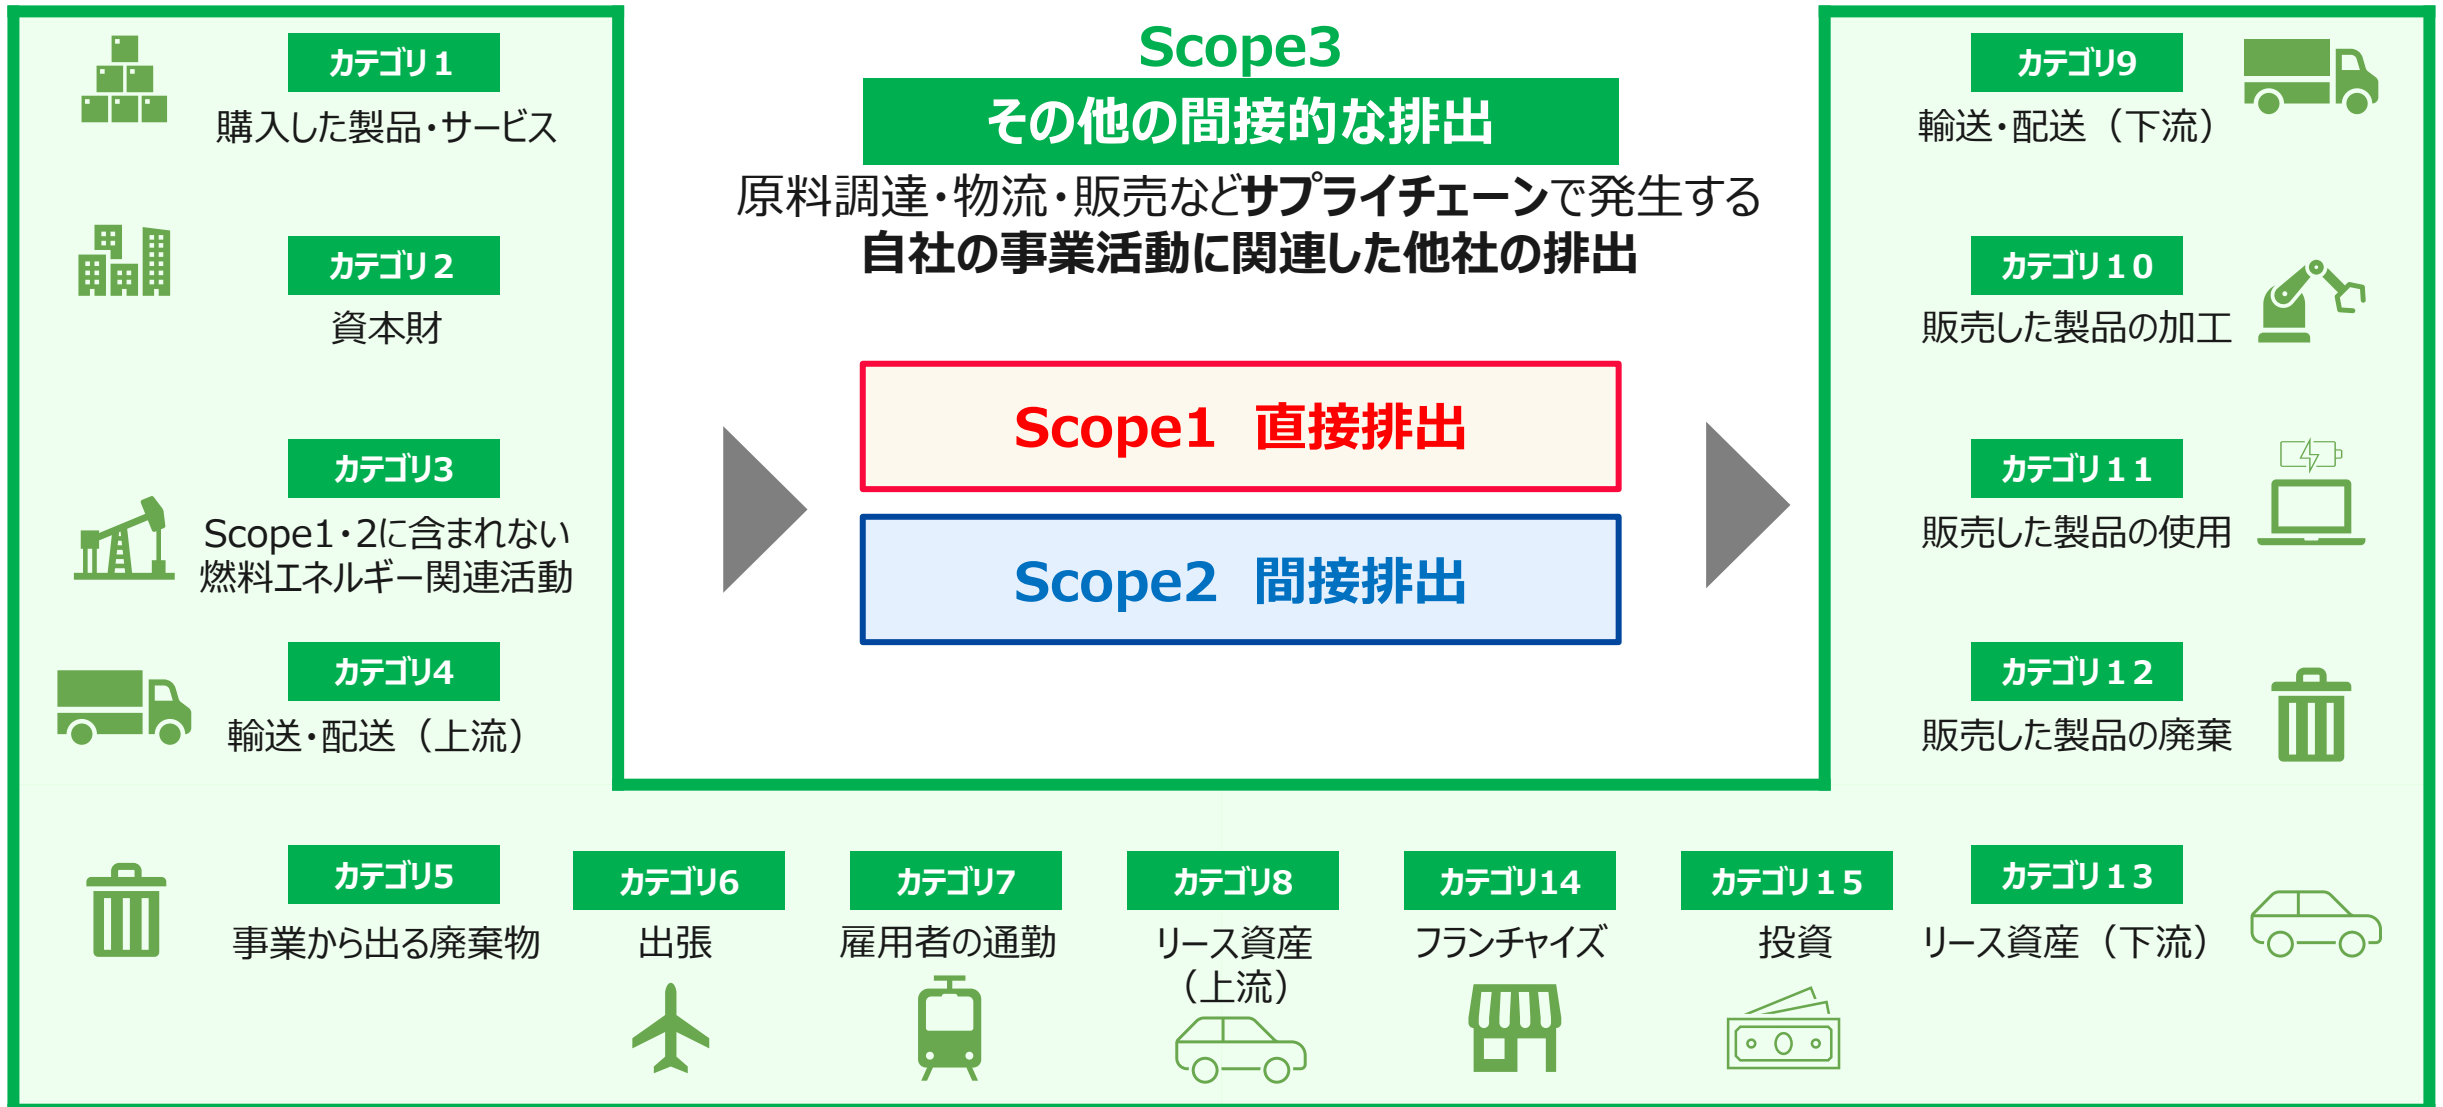 カテゴリ１
購入した製品・サービス
カテゴリ２
資本財
カテゴリ3
Scope1・2に含まれない
燃料エネルギー関連活動
カテゴリ4
輸送・配送（上流）
Scope3
その他の間接的な排出
原料調達・物流・販売などサプライチェーンで発生する
自社の事業活動に関連した他社の排出
Scope1 直接排出
Scope2 間接排出
カテゴリ9
輸送・配送（下流）
カテゴリ１０
販売した製品の加工
カテゴリ１１
販売した製品の使用
カテゴリ１２
販売した製品の廃棄
カテゴリ5
事業から出る廃棄物
カテゴリ6
出張
カテゴリ7
雇用者の通勤
カテゴリ8
リース資産
（上流）
カテゴリ14
フランチャイズ
カテゴリ１５
投資
カテゴリ１３
リース資産（下流）